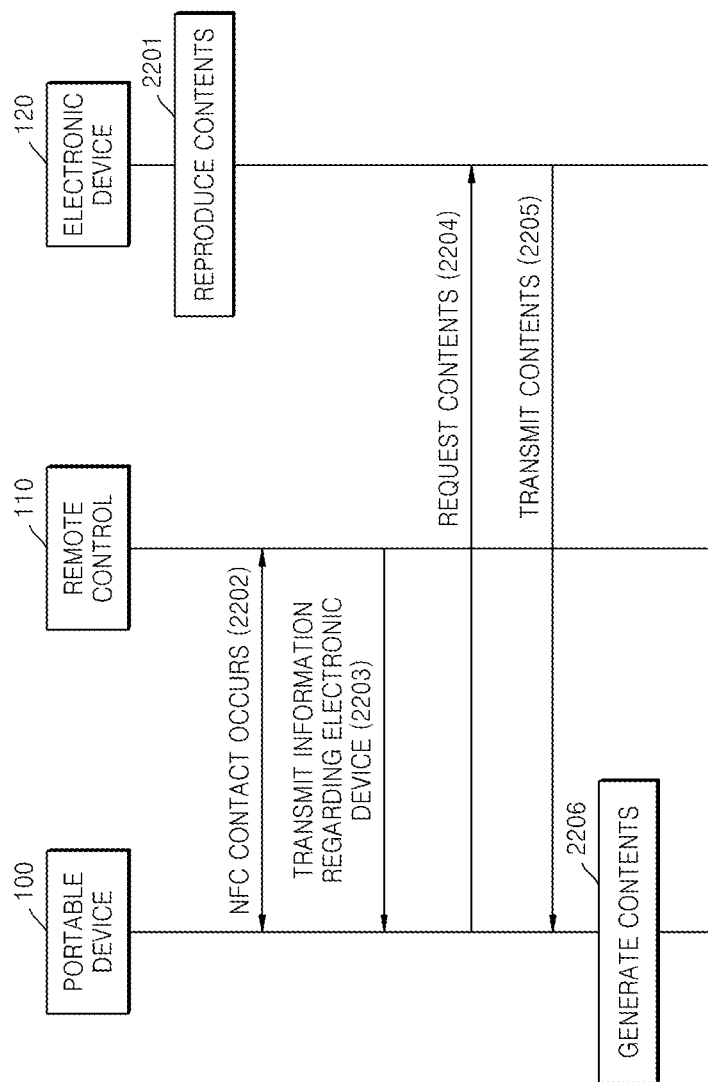 100
PORTABLE
DEVICE
110
REMOTE
CONTROL
120
ELECTRONIC
DEVICE
2201
REPRODUCE CONTENTS
NFC CONTACT OCCURS (2202)
TRANSMIT INFORMATION
REGARDING ELECTRONIC
DEVICE (2203)
REQUEST CONTENTS (2204)
TRANSMIT CONTENTS (2205)
2206
GENERATE CONTENTS